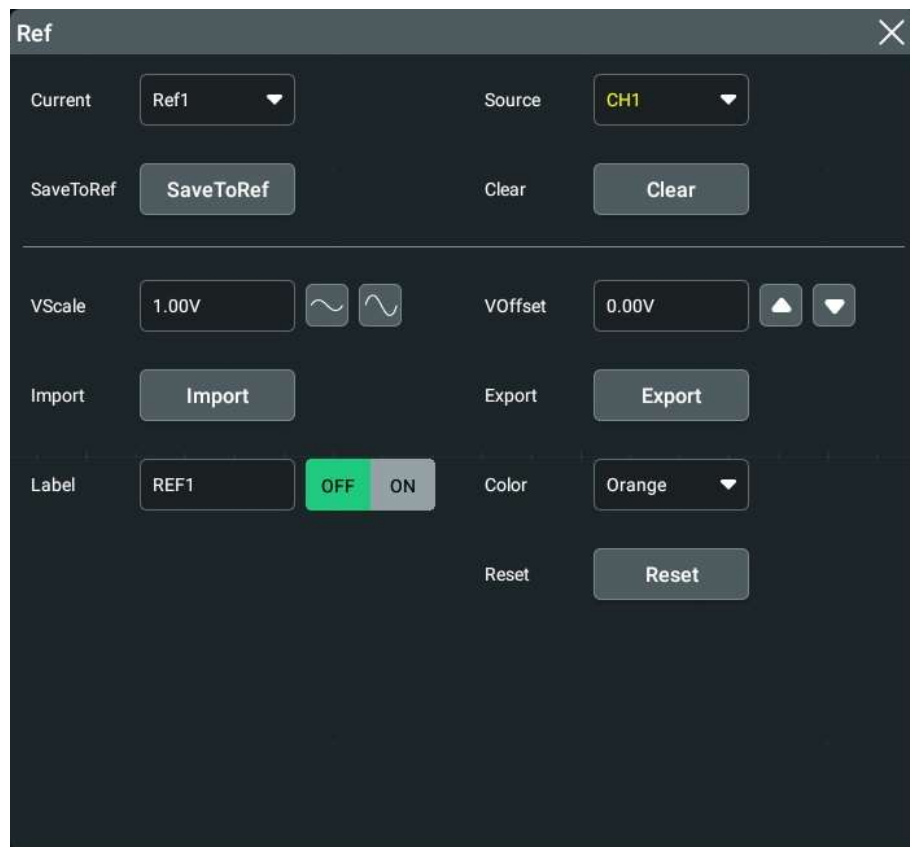 Ref
Current Ref1 Source CH1
SaveToRef SaveToRef Clear Clear
VScale 1.00V VOffset 0.00V
Import Import Export Export
Label REF1 OFF ON Color Orange
Reset Reset